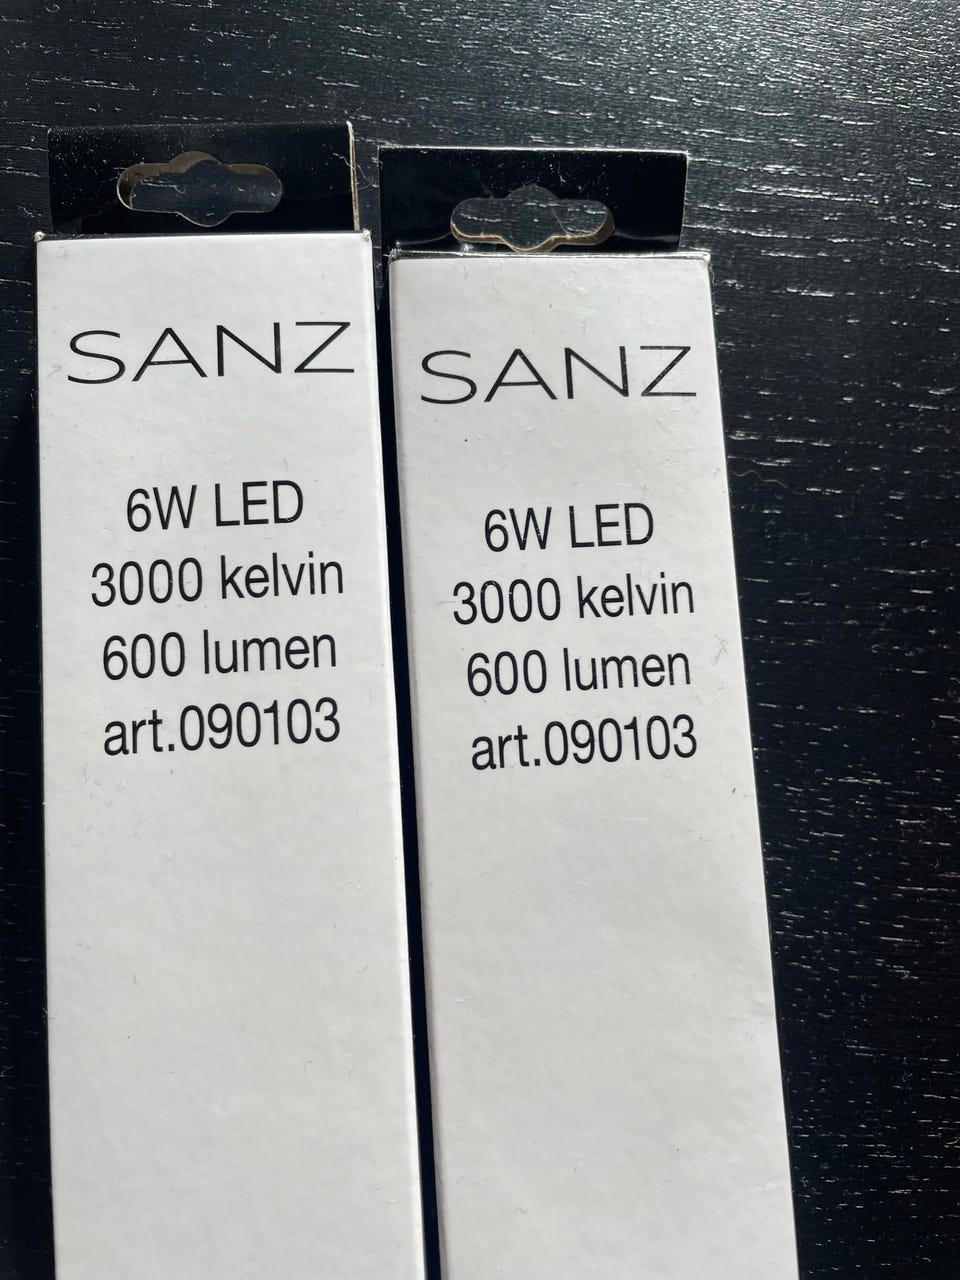 SANZ
6W LED
3000 kelvin
600 lumen
art.090103
SANZ
6W LED
3000 kelvin
600 lumen
art.090103